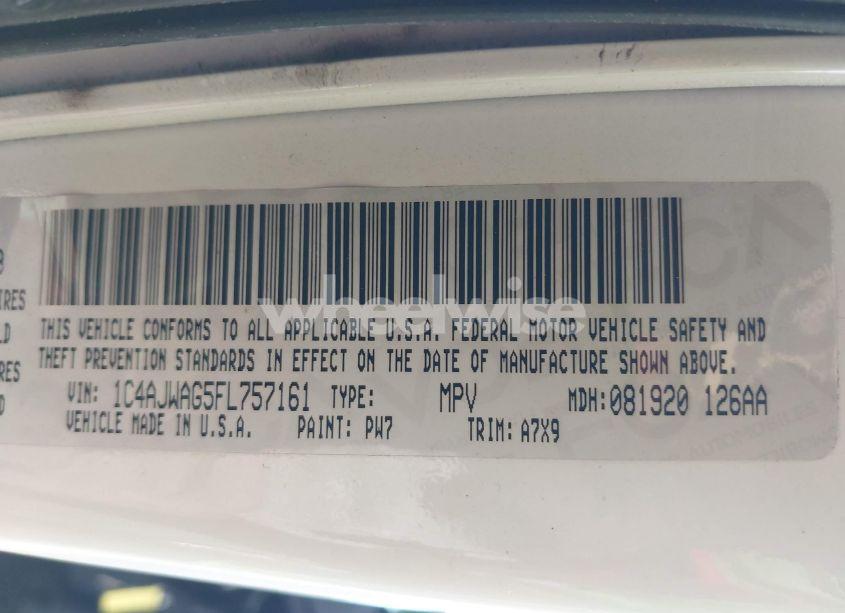 wheelwise
THIS VEHICLE CONFORMS TO ALL APPLICABLE U.S.A. FEDERAL MOTOR VEHICLE SAFETY AND
THEFT PREVENTION STANDARDS IN EFFECT ON THE DATE OF MANUFACTURE SHOWN ABOVE.
VIN: 1C4AJWAG5FL757161 TYPE: MPV MDH:081920 126AA
VEHICLE MADE IN U.S.A. PAINT: PW7 TRIM: A7X9